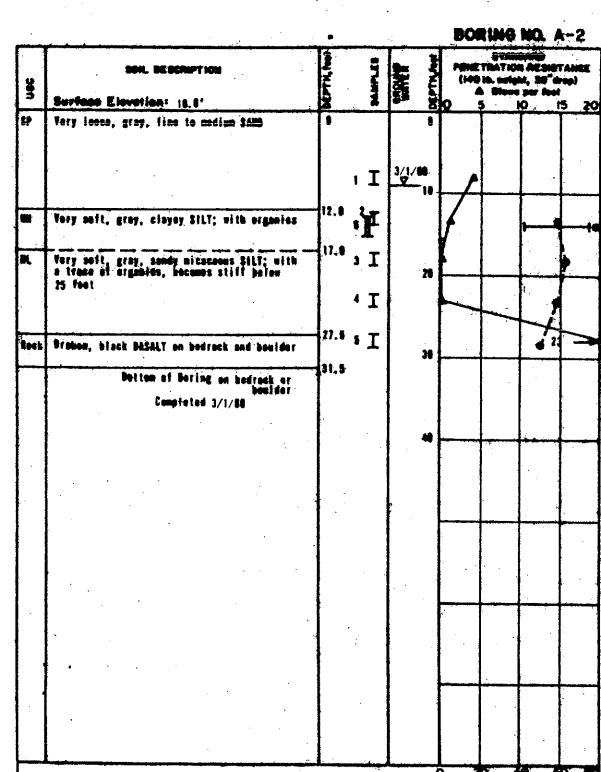 BORING NO. A-2
USC
SOIL DESCRIPTION
Surface Elevation: 18.0'
DEPTH, feet
SAMPLES
GROUND WATER
DEPTH, feet
STANDARD
PENETRATION RESISTANCE
(140 lb. weight, 30" drop)
△ Blows per foot
0 5 10 15 20
SP Very loose, gray, fine to medium SAND 0 0
1 3/1/80
10
12.0 2
Very soft, gray, clayey SILT; with organics
17.0
ML Very soft, gray, sandy micaceous SILT; with 3
a trace of organics, becomes stiff below
20
25 feet
4
27.5
Rock Broken, black BASALT on bedrock and boulder 5
23
30
31.5
Bottom of Boring on bedrock or
boulder
Completed 3/1/80
40